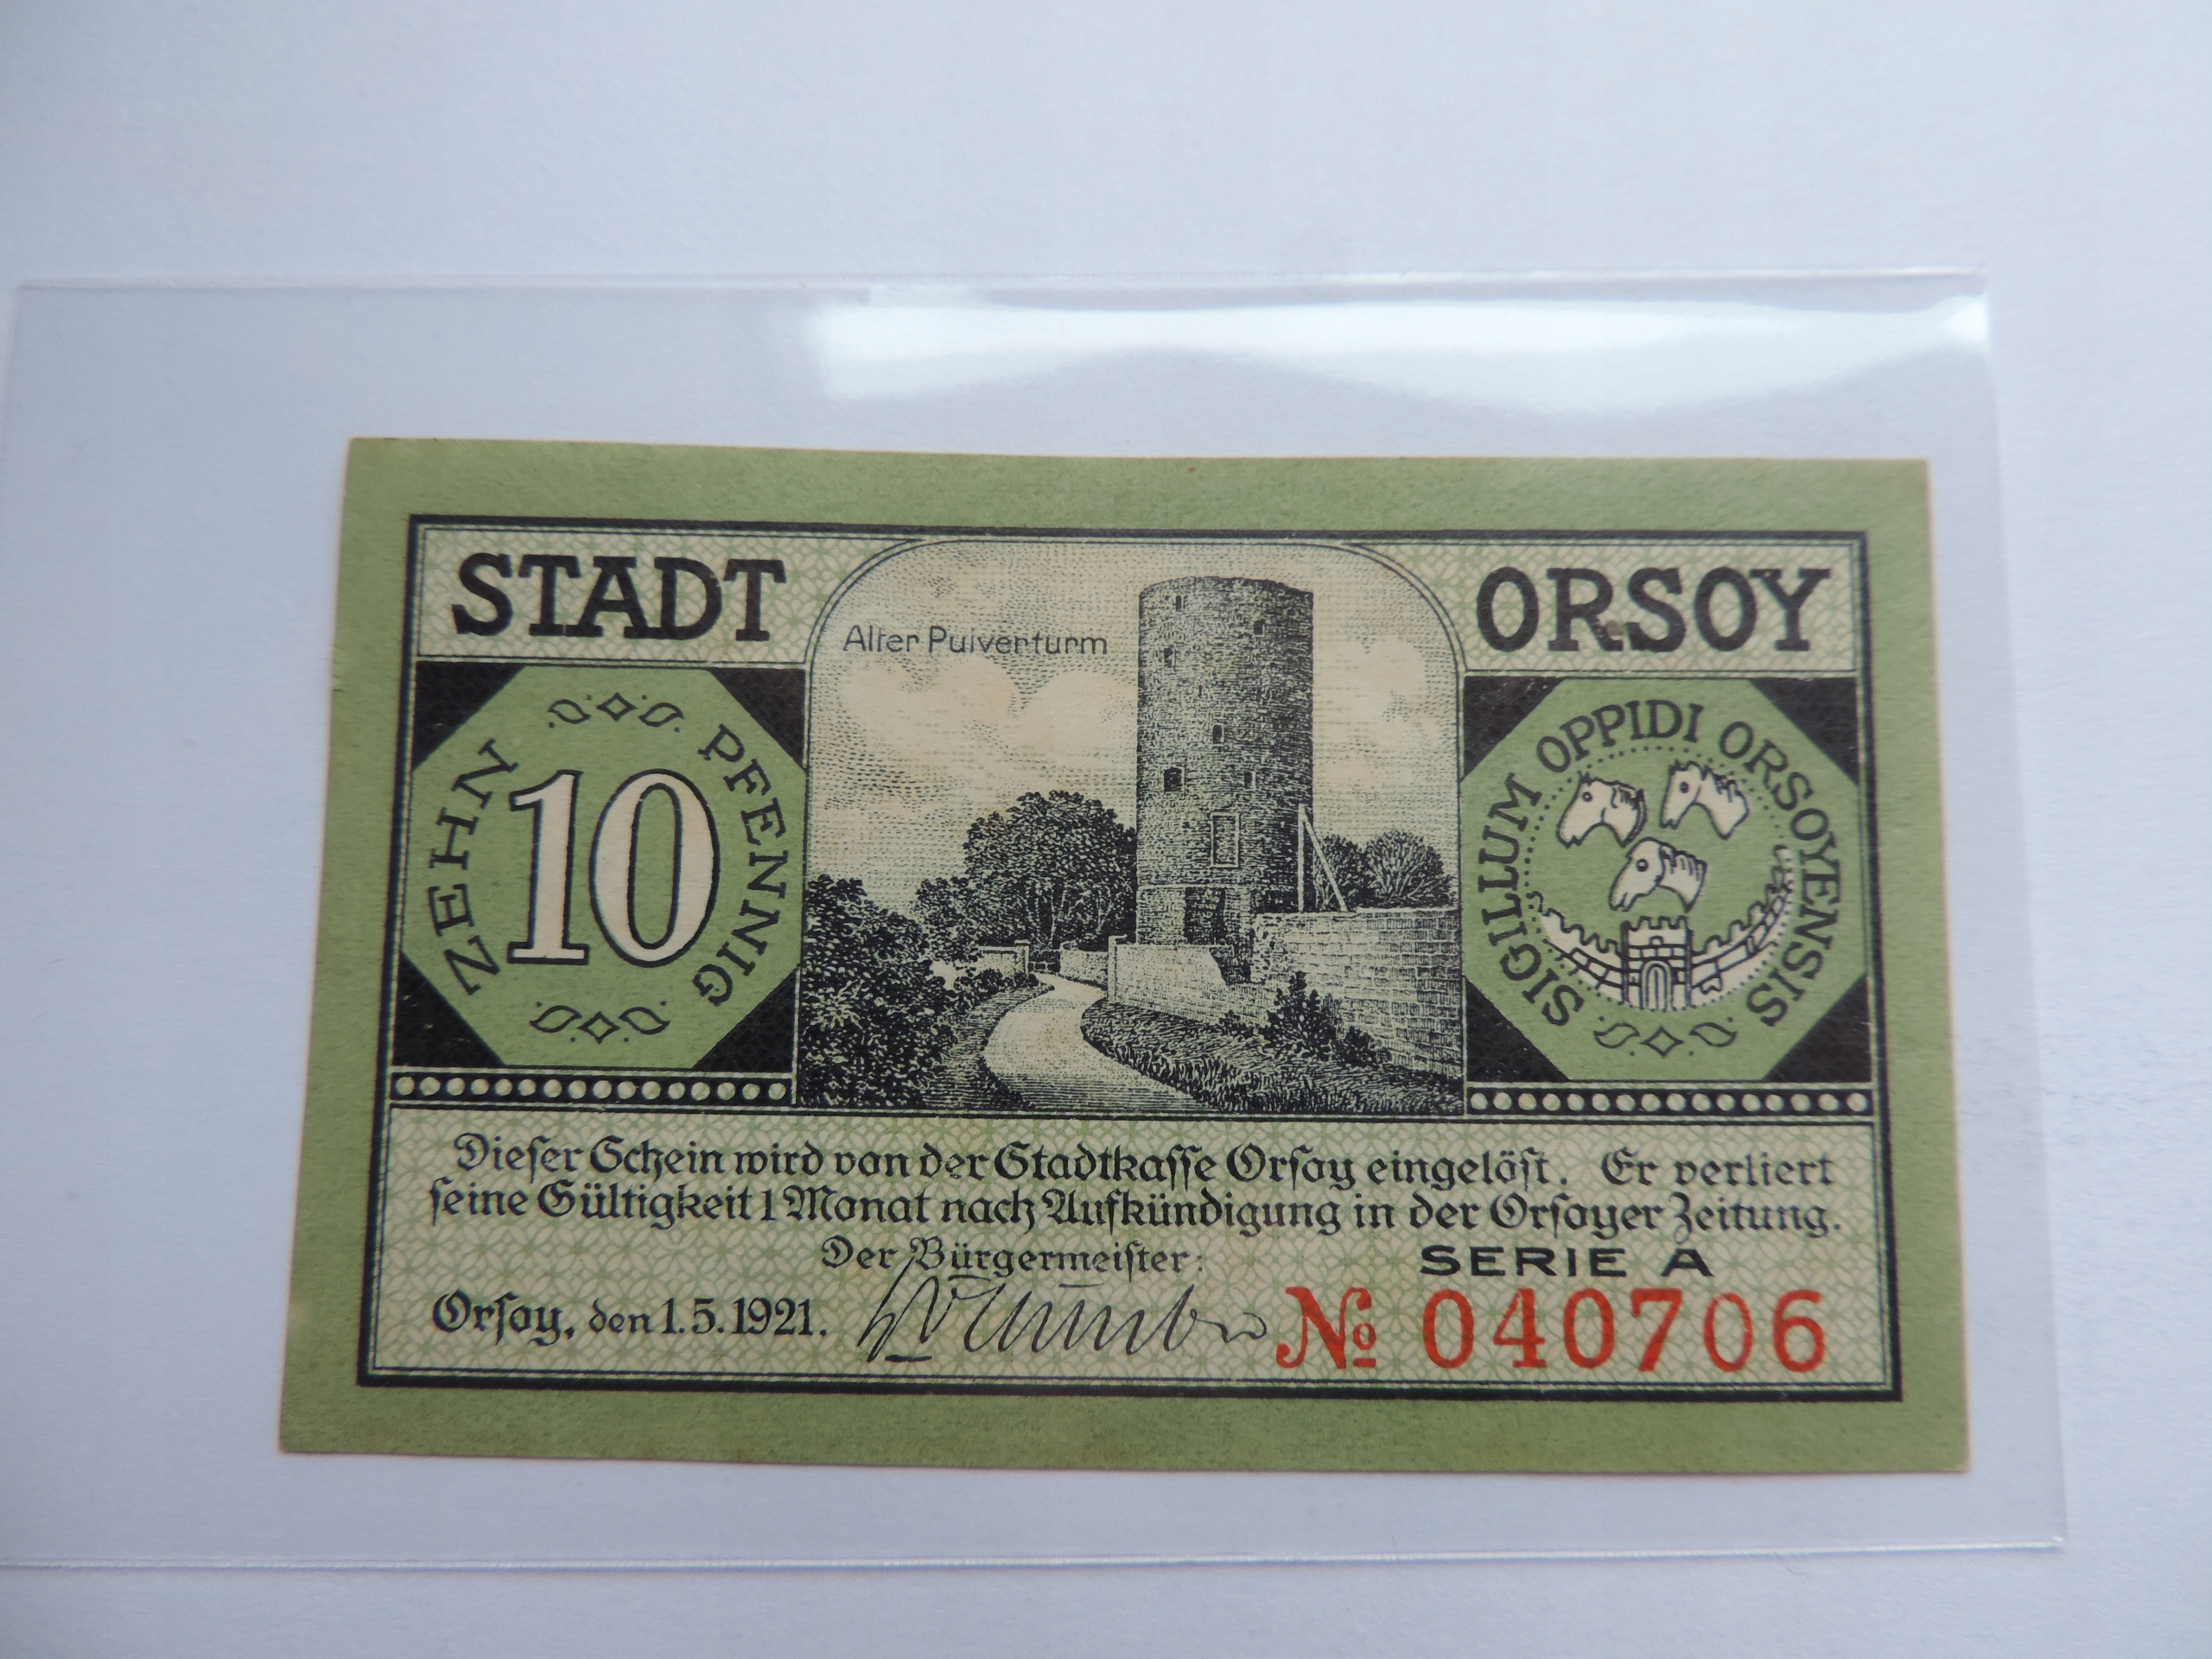 STADT
ORSOY
Alter Pulverturm
ZEHN PFENNIG
10
SIGILLUM OPPIDI ORSOYENSIS
Dieſer Schein wird von der Stadtkaſſe Orſoy eingelöſt. Er verliert
ſeine Gültigkeit 1 Monat nach Aufkündigung in der Orſoyer Zeitung.
Der Bürgermeiſter:
SERIE A
Orſoy, den 1.5.1921.
№ 040706